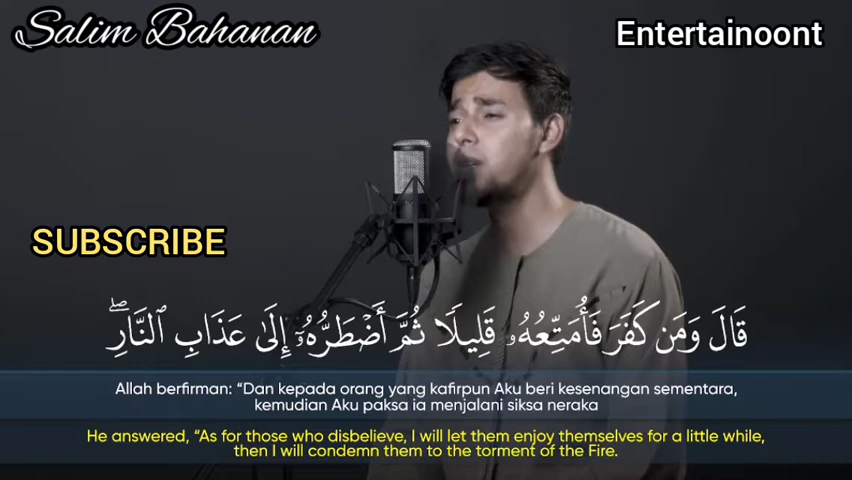 Salim Bahanan
Entertainoont
SUBSCRIBE
قَالَ وَمَن كَفَرَ فَأُمَتِّعُهُۥ قَلِيلًا ثُمَّ أَضْطَرُّهُۥٓ إِلَىٰ عَذَابِ ٱلنَّارِۖ
Allah berfirman: “Dan kepada orang yang kafirpun Aku beri kesenangan sementara,
kemudian Aku paksa ia menjalani siksa neraka
He answered, “As for those who disbelieve, I will let them enjoy themselves for a little while,
then I will condemn them to the torment of the Fire.